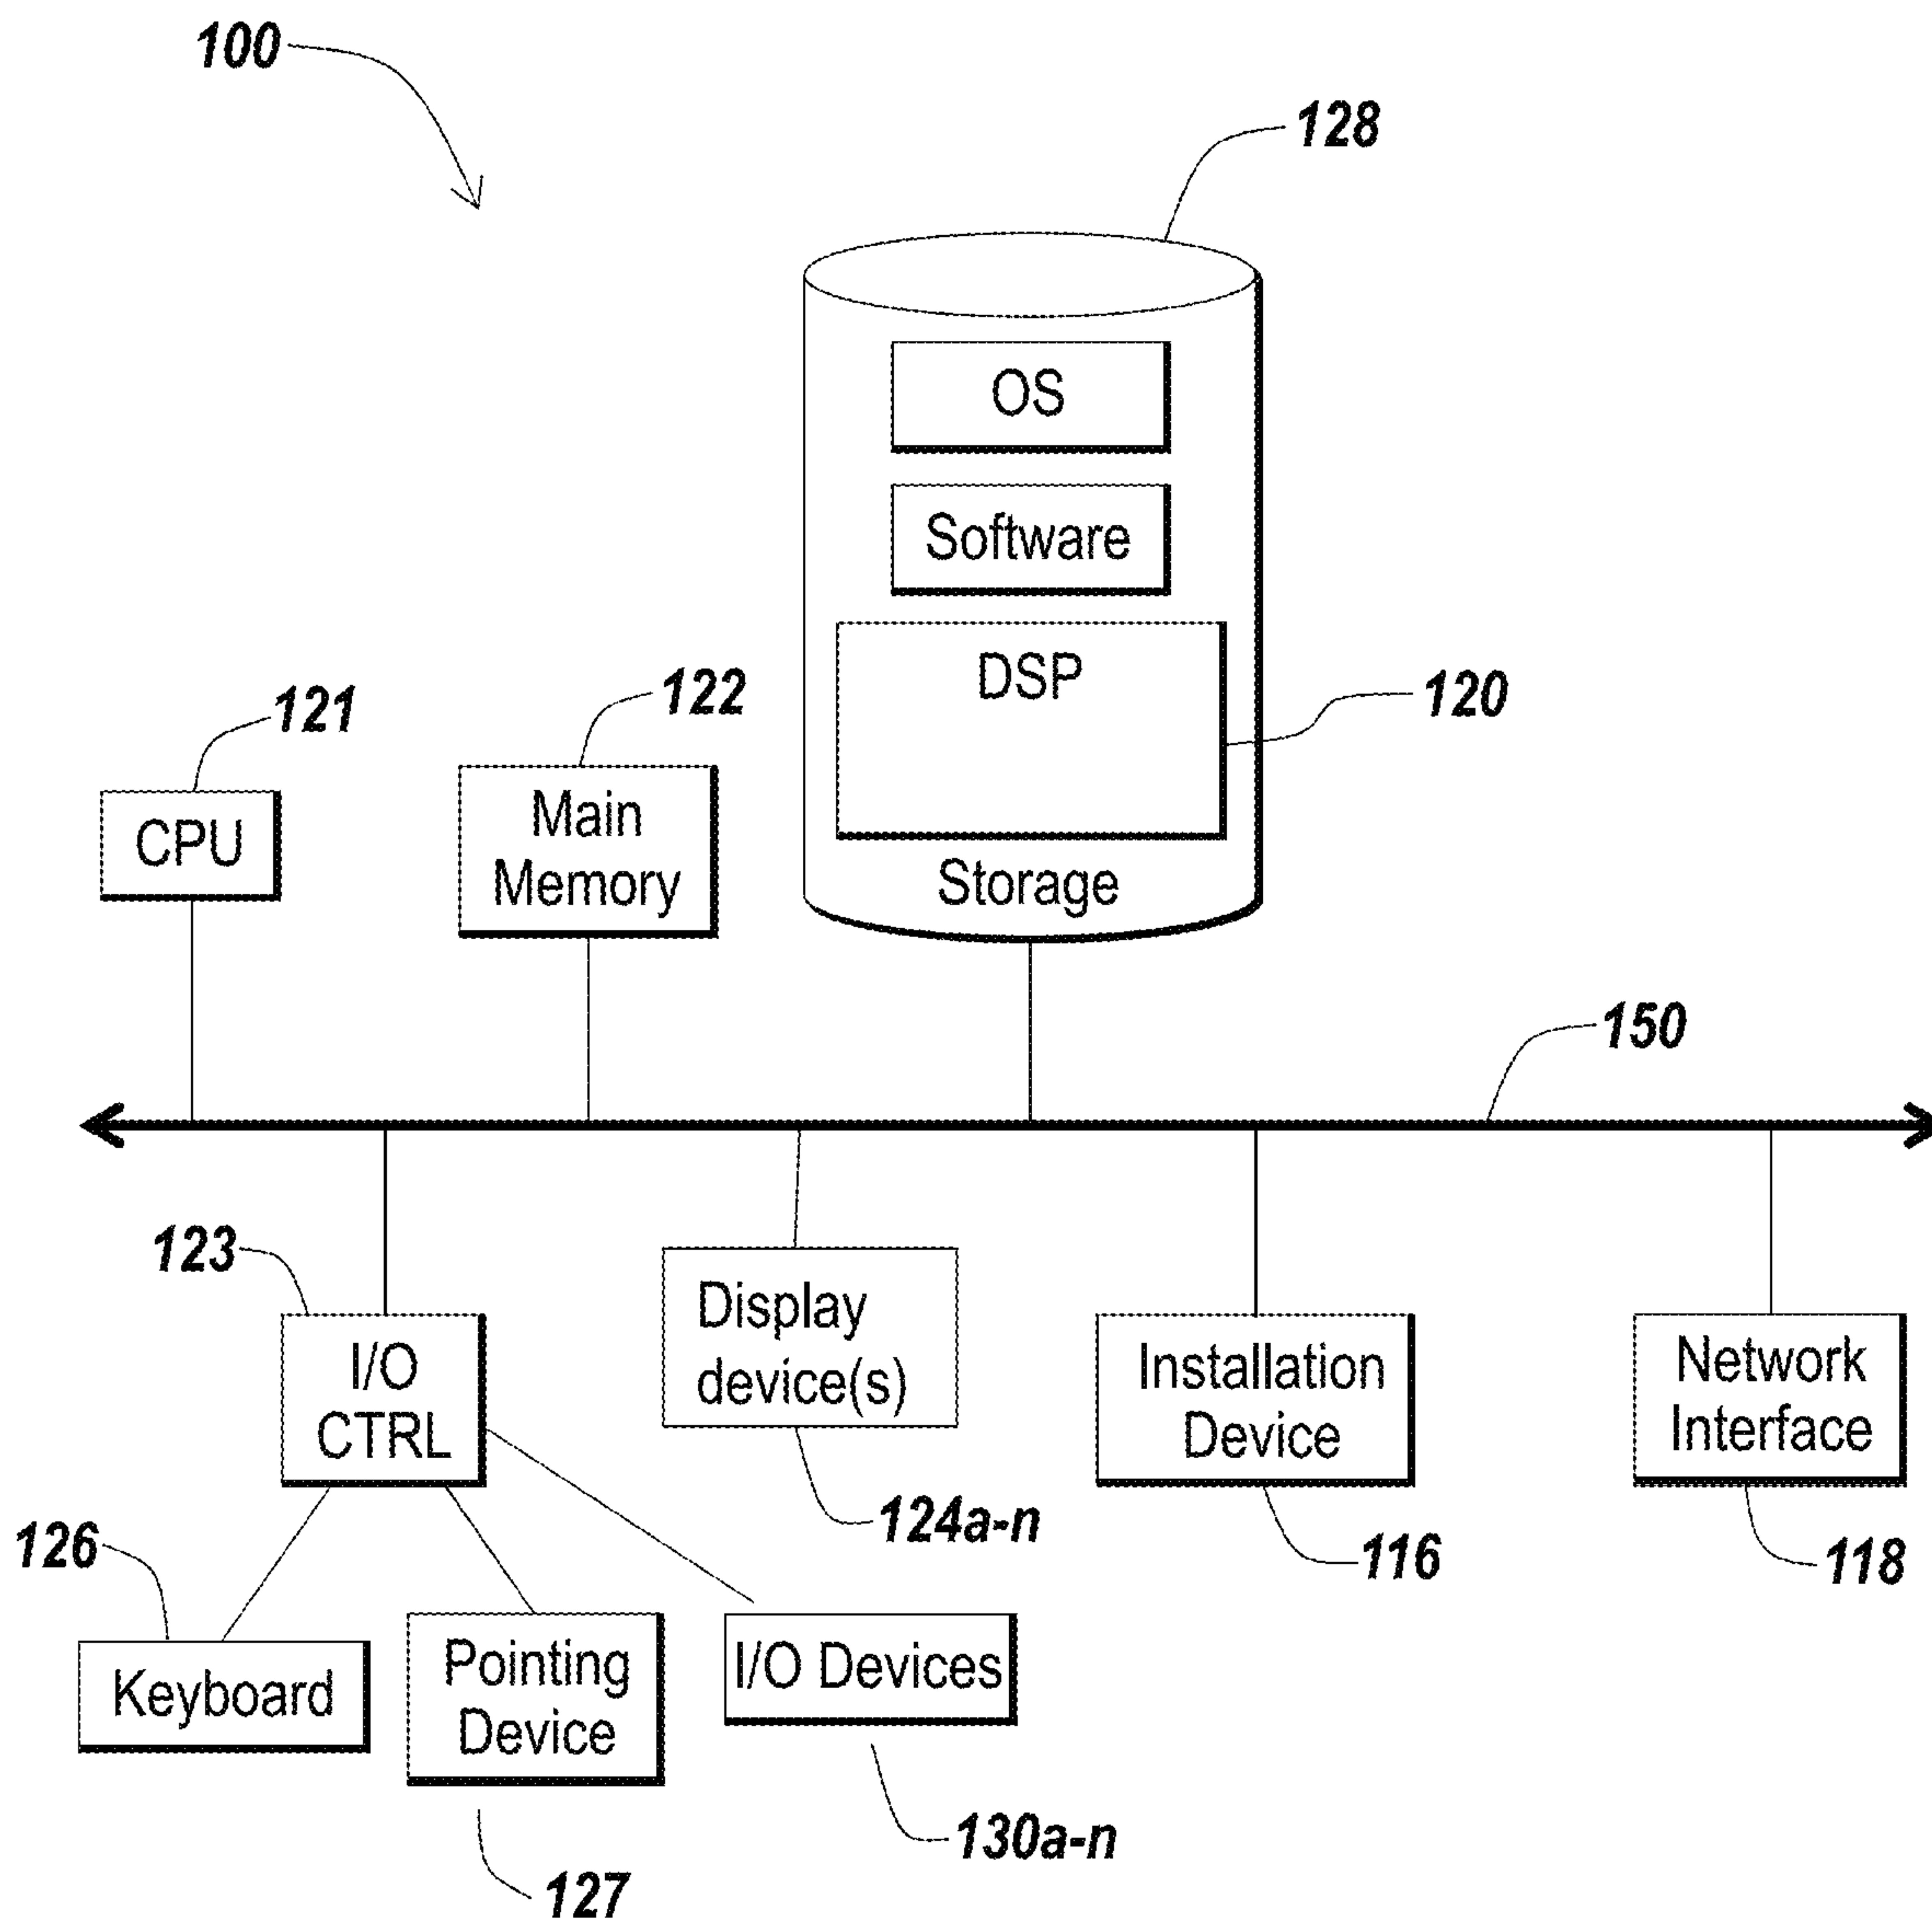 100
128
OS
Software
DSP
120
Storage
121
CPU
122
Main
Memory
150
123
I/O
CTRL
Display
device(s)
124a-n
Installation
Device
116
Network
Interface
118
126
Keyboard
Pointing
Device
127
I/O Devices
130a-n